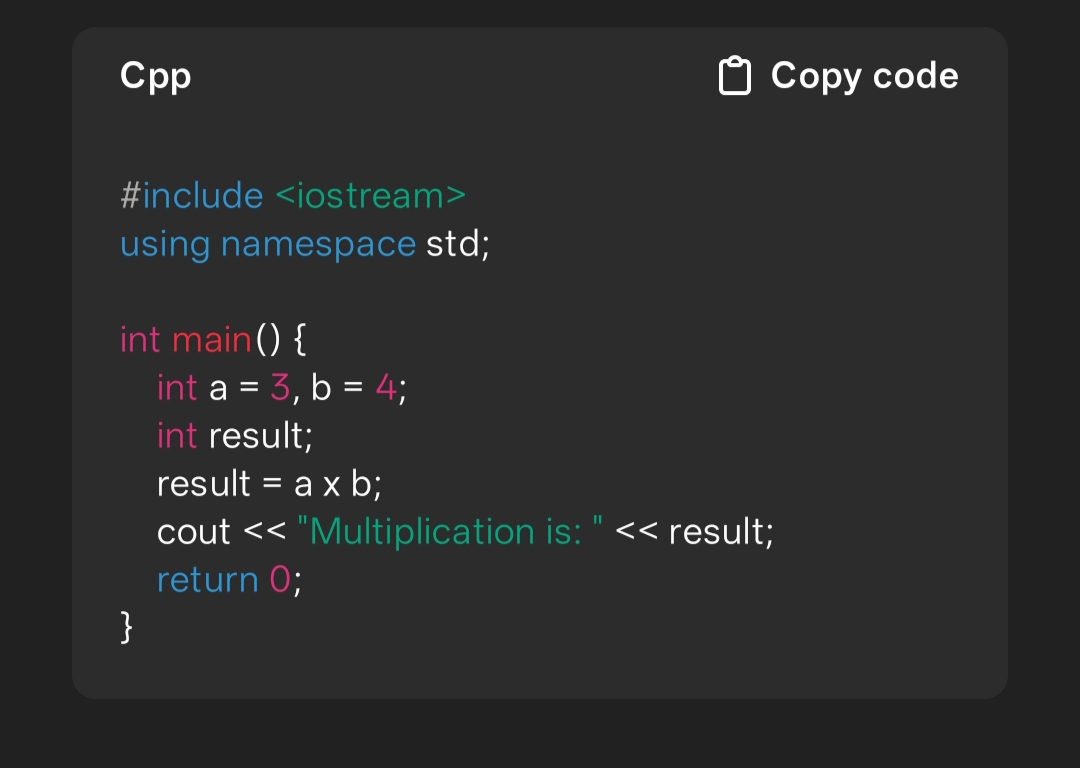 Cpp
Copy code
#include <iostream>
using namespace std;
int main() {
int a = 3, b = 4;
int result;
result = a x b;
cout << "Multiplication is: " << result;
return 0;
}